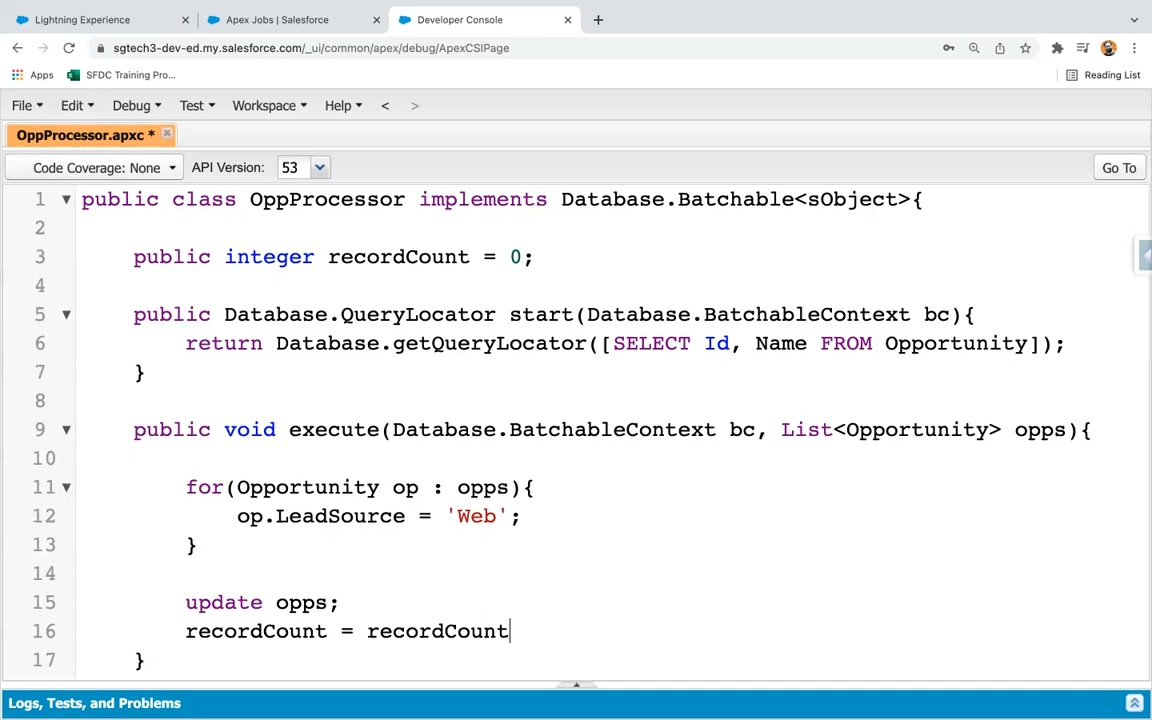 Lightning Experience
Apex Jobs | Salesforce
Developer Console
sgtech3-dev-ed.my.salesforce.com/_ui/common/apex/debug/ApexCSIPage
Apps
SFDC Training Pro...
Reading List
File
Edit
Debug
Test
Workspace
Help
<
>
OppProcessor.apxc *
Code Coverage: None
API Version:
53
Go To
1 public class OppProcessor implements Database.Batchable<sObject>{
2
3 public integer recordCount = 0;
4
5 public Database.QueryLocator start(Database.BatchableContext bc){
6 return Database.getQueryLocator([SELECT Id, Name FROM Opportunity]);
7 }
8
9 public void execute(Database.BatchableContext bc, List<Opportunity> opps){
10
11 for(Opportunity op : opps){
12 op.LeadSource = 'Web';
13 }
14
15 update opps;
16 recordCount = recordCount
17 }
Logs, Tests, and Problems